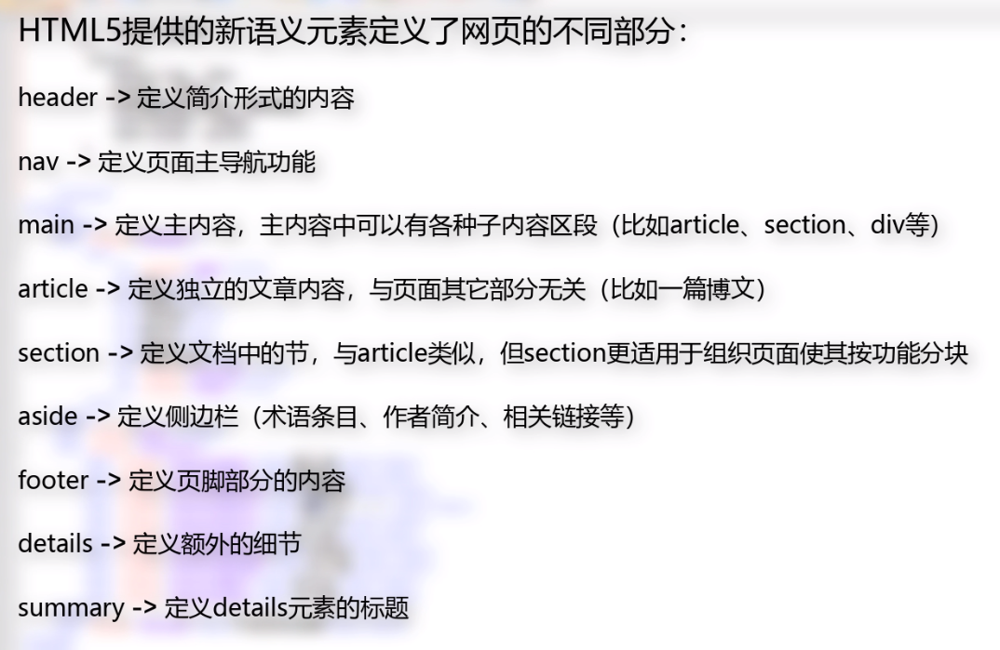 HTML5提供的新语义元素定义了网页的不同部分：
header -> 定义简介形式的内容
nav -> 定义页面主导航功能
main -> 定义主内容，主内容中可以有各种子内容区段（比如article、section、div等）
article -> 定义独立的文章内容，与页面其它部分无关（比如一篇博文）
section -> 定义文档中的节，与article类似，但section更适用于组织页面使其按功能分块
aside -> 定义侧边栏（术语条目、作者简介、相关链接等）
footer -> 定义页脚部分的内容
details -> 定义额外的细节
summary -> 定义details元素的标题